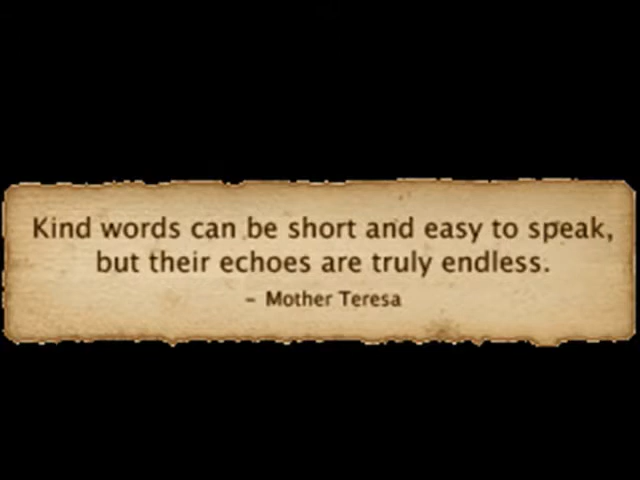 Kind words can be short and easy to speak,
but their echoes are truly endless.
– Mother Teresa